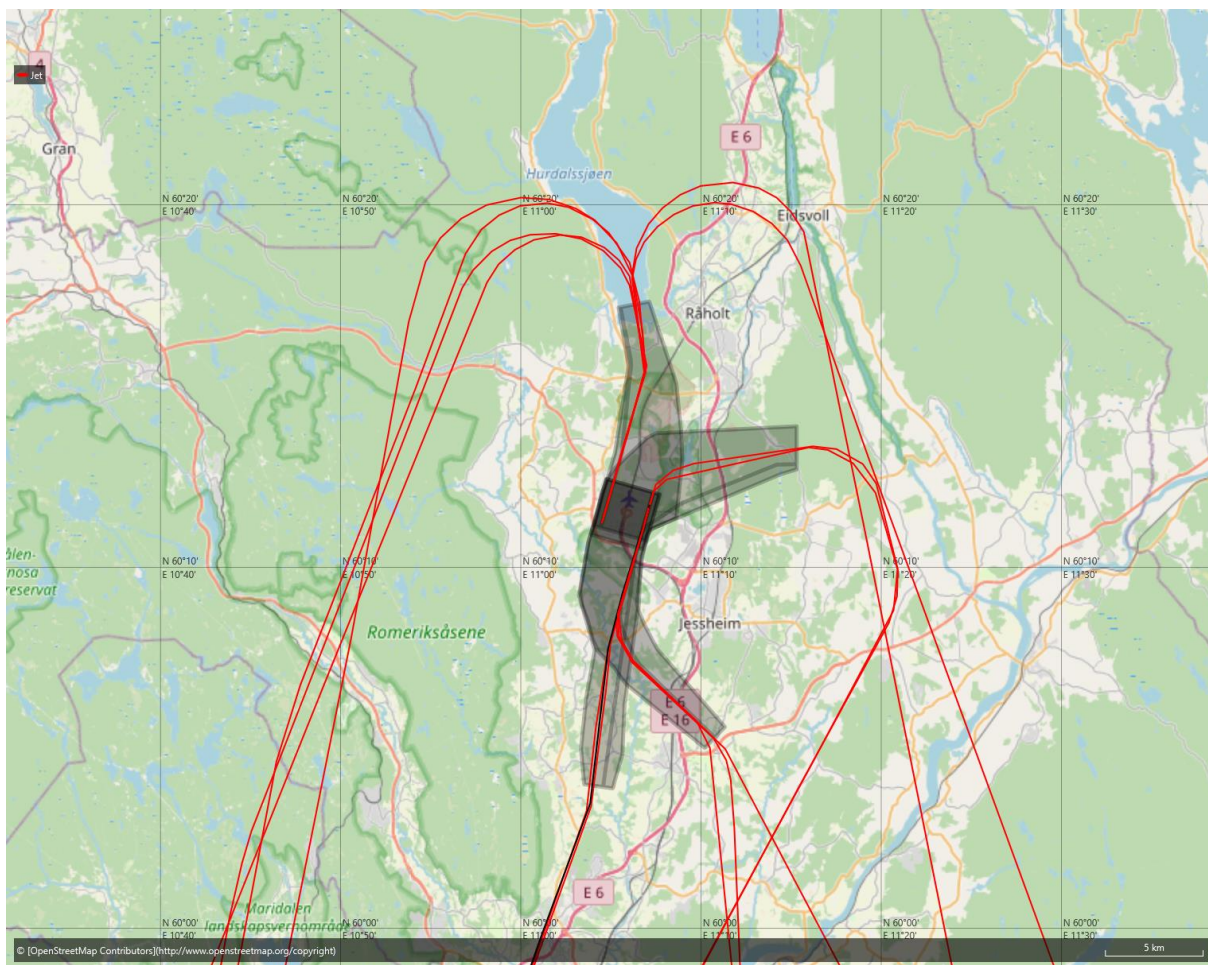 4
Jet
E 6
Gran
Hurdalssjøen
N 60°20'
E 10°40'
N 60°20'
E 10°50'
N 60°20'
E 11°00'
N 60°20'
E 11°10'
Eidsvoll
N 60°20'
E 11°20'
N 60°20'
E 11°30'
Råholt
N 60°10'
E 10°40'
N 60°10'
E 10°50'
N 60°10'
E 11°00'
N 60°10'
E 11°10'
N 60°10'
E 11°20'
N 60°10'
E 11°30'
reservat
Romeriksåsene
Jessheim
E 6
E 16
E 6
Maridalen
landskapsvernområde
N 60°00'
E 10°40'
N 60°00'
E 10°50'
N 60°00'
E 11°00'
N 60°00'
E 11°10'
N 60°00'
E 11°20'
N 60°00'
E 11°30'
© [OpenStreetMap Contributors](http://www.openstreetmap.org/copyright)
5 km